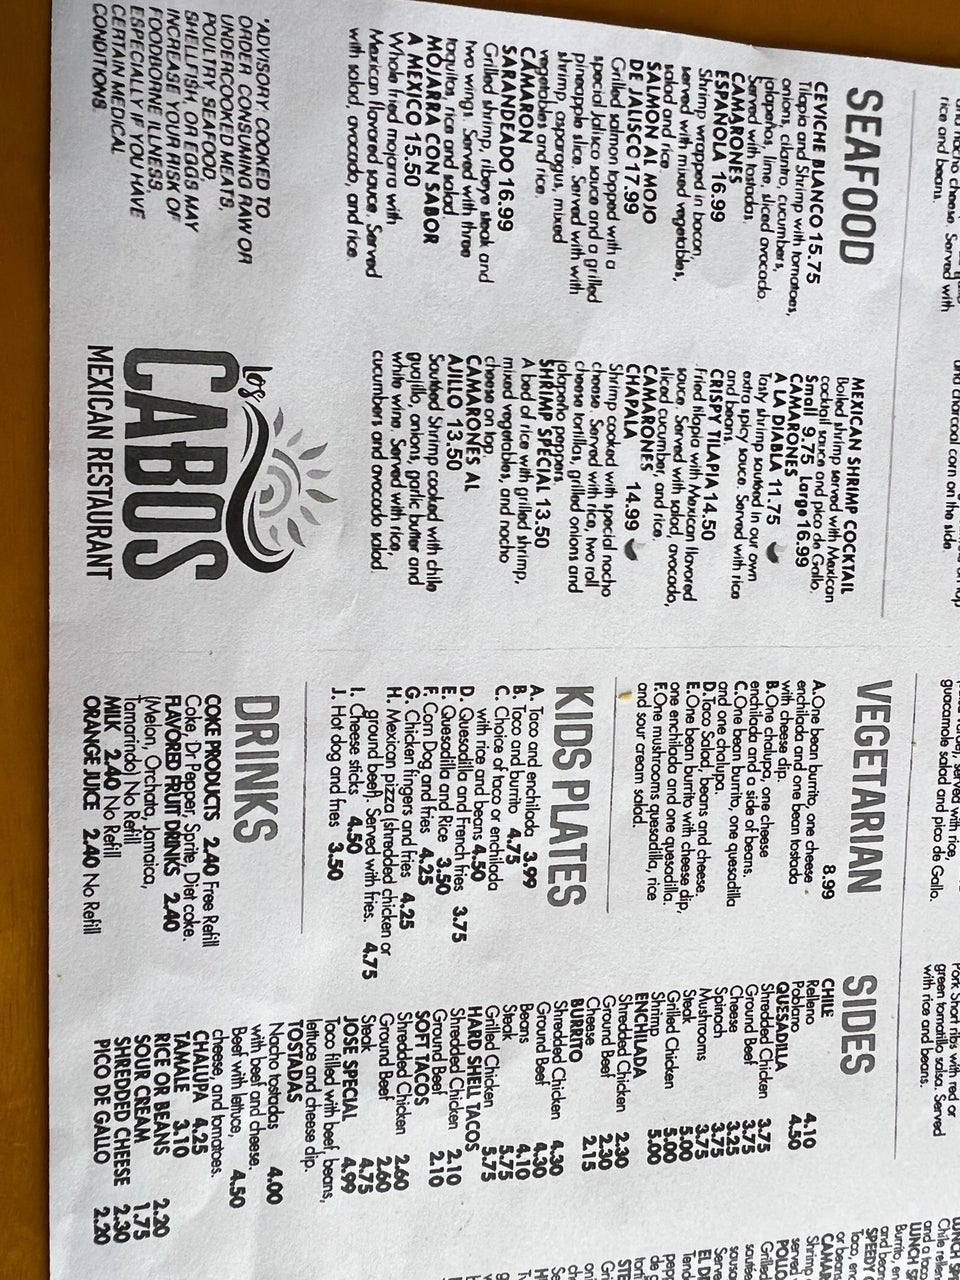 rice and beans.
and charcoal corn on the side.
guacamole salad and pico de Gallo.
Pork Short ribs with red or
green tomatillo salsa. Served
with rice and beans.
SEAFOOD
CEVICHE BLANCO 15.75
Tilapia and Shrimp with tomatoes,
onions, cilantro, cucumbers,
jalapeños, lime, sliced avocado.
Served with tostadas.
CAMARONES
ESPAÑOLA 16.99
Shrimp wrapped in bacon,
served with mixed vegetables,
salad and rice.
SALMON AL MOJO
DE JALISCO 17.99
Grilled salmon topped with a
special Jalisco sauce and a grilled
pineapple slice. Served with with
shrimp, asparagus, mixed
vegetables and rice.
CAMARON
SARANDEADO 16.99
Grilled shrimp, ribeye steak and
two wings. Served with three
taquitos, rice and salad.
MOJARRA CON SABOR
A MEXICO 15.50
Whole fried mojarra with
Mexican flavored sauce. Served
with salad, avocado, and rice
*ADVISORY: COOKED TO
ORDER. CONSUMING RAW OR
UNDERCOOKED MEATS,
POULTRY, SEAFOOD,
SHELLFISH, OR EGGS MAY
INCREASE YOUR RISK OF
FOODBORNE ILLNESS,
ESPECIALLY IF YOU HAVE
CERTAIN MEDICAL
CONDITIONS.
MEXICAN SHRIMP COCKTAIL
Boiled shrimp served with Mexican
cocktail sauce and pico de Gallo.
Small 9.75 Large 16.99
CAMARONES
A LA DIABLA 11.75
Tasty shrimp sautéed in our own
extra spicy sauce. Served with rice
and beans.
CRISPY TILAPIA 14.50
Fried tilapia with Mexican flavored
sauce. Served with salad, avocado,
sliced cucumber, and rice.
CAMARONES
CHAPALA 14.99
Shrimp cooked with special nacho
cheese. Served with rice, two roll
cheese tortillas, grilled onions and
jalapeño peppers.
SHRIMP SPECIAL 13.50
A bed of rice with grilled shrimp,
mixed vegetables, and nacho
cheese on top.
CAMARONES AL
AJILLO 13.50
Sautéed Shrimp cooked with chile
guajillo, onions, garlic butter and
white wine. Served with rice,
cucumbers and avocado salad.
los
CABOS
MEXICAN RESTAURANT
VEGETARIAN
8.99
A.One bean burrito, one cheese
enchilada and one bean tostada
with cheese dip.
B.One chalupa, one cheese
enchilada and a side of beans.
C.One bean burrito, one quesadilla
and one chalupa.
D.Taco Salad, beans and cheese.
E.One bean burrito with cheese dip,
one enchilada and one quesadilla.
F.One mushrooms quesadilla, rice
and sour cream salad.
KIDS PLATES
A. Taco and enchilada 3.99
B. Taco and burrito 4.75
C. Choice of taco or enchilada
with rice and beans 4.50
D. Quesadilla and French fries 3.75
E. Quesadilla and Rice 3.50
F. Corn Dog and fries 4.25
G. Chicken fingers and fries 4.25
H. Mexican pizza (shredded chicken or
ground beef). Served with fries. 4.75
I. Cheese sticks 4.50
J. Hot dog and fries 3.50
DRINKS
COKE PRODUCTS 2.40 Free Refill
Coke, Dr Pepper, Sprite, Diet coke.
FLAVORED FRUIT DRINKS 2.40
(Melon, Orchata, Jamaica,
Tamarindo) No Refill
MILK 2.40 No Refill
ORANGE JUICE 2.40 No Refill
SIDES
CHILE
Relleno 4.10
Poblano 4.50
QUESADILLA
Shredded Chicken 3.75
Ground Beef 3.75
Cheese 3.25
Spinach 3.75
Mushrooms 3.75
Steak 5.00
Grilled Chicken 5.00
Shrimp 5.00
ENCHILADA
Shredded Chicken 2.30
Ground Beef 2.30
Cheese 2.15
BURRITO
Shredded Chicken 4.30
Ground Beef 4.30
Beans 4.10
Steak 5.75
Grilled Chicken 5.75
HARD SHELL TACOS
Shredded Chicken 2.10
Ground Beef 2.10
SOFT TACOS
Shredded Chicken 2.60
Ground Beef 2.60
Steak 4.75
JOSE SPECIAL 4.99
Taco filled with beef, beans,
lettuce and cheese dip.
TOSTADAS
Nacho tostadas 4.00
with beef and cheese.
Beef with lettuce, 4.50
cheese, and tomatoes.
CHALUPA 4.25
TAMALE 3.10
RICE OR BEANS 2.20
SOUR CREAM 1.75
SHREDDED CHEESE 2.30
PICO DE GALLO 2.20